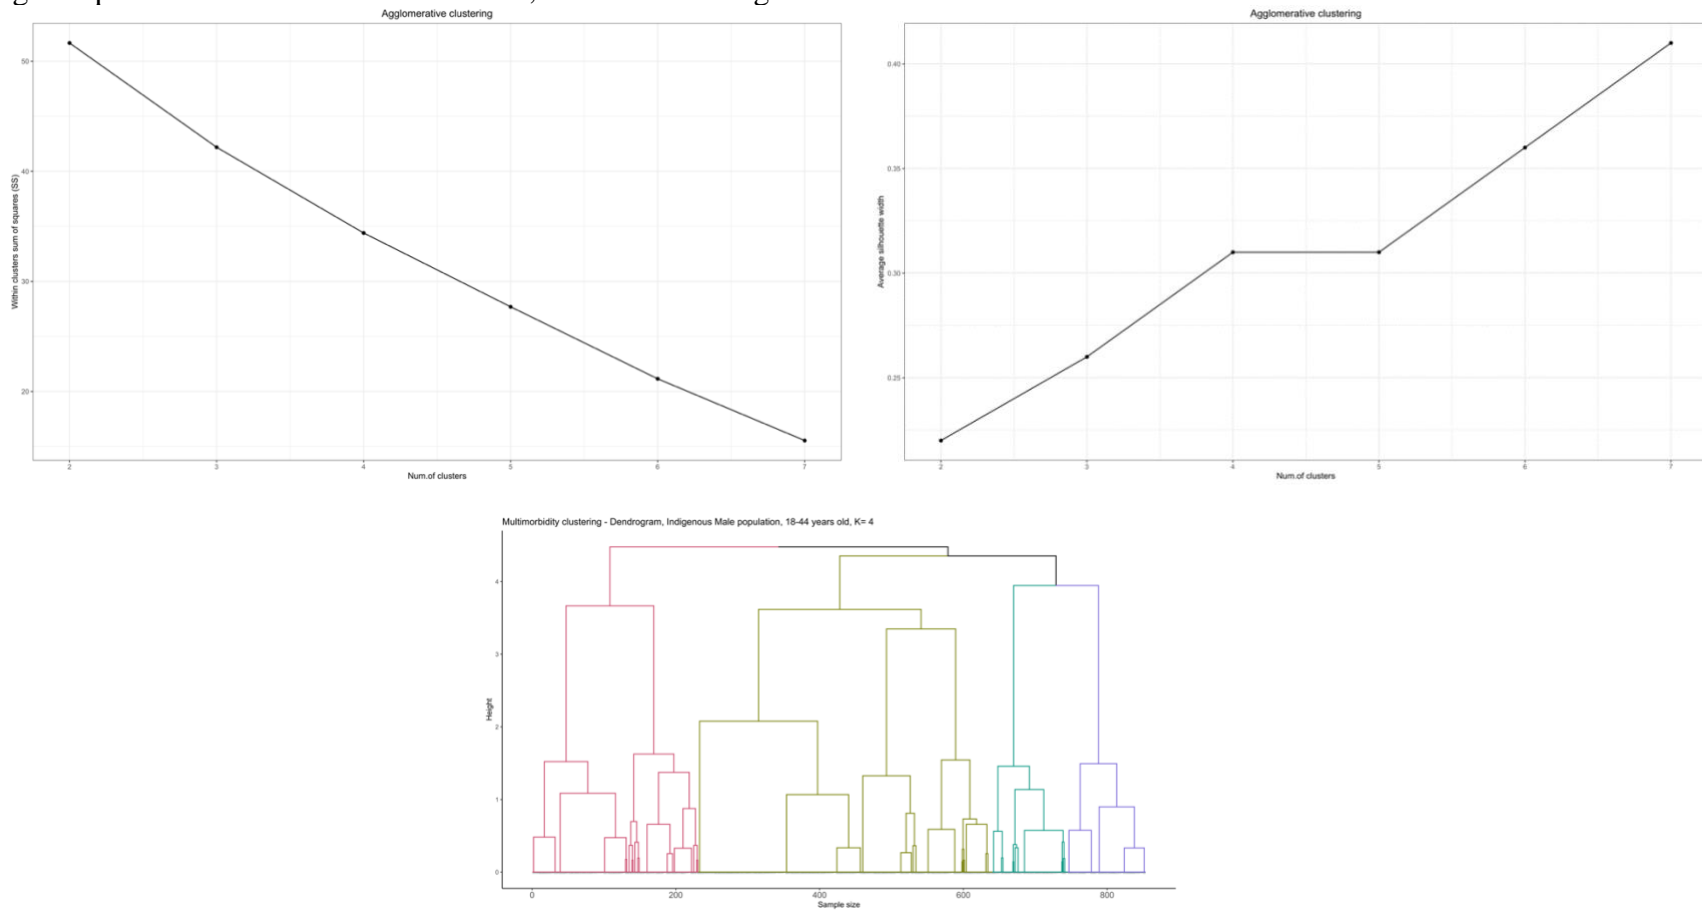 Agglomerative clustering
50
40
30
20
Within clusters sum of squares (SS)
2 3 4 5 6 7
Num.of clusters
Agglomerative clustering
0.40
0.35
0.30
0.25
Average silhouette width
2 3 4 5 6 7
Num.of clusters
Multimorbidity clustering - Dendrogram, Indigenous Male population, 18-44 years old, K= 4
4
3
2
1
0
Height
0 200 400 600 800
Sample size